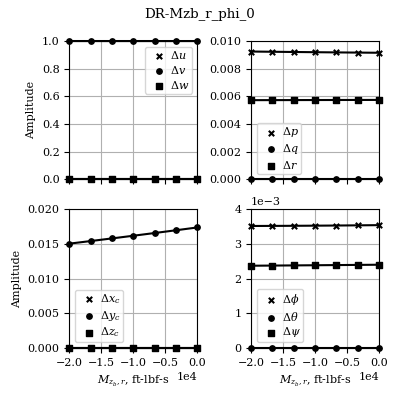 DR-Mzb_r_phi_0
Amplitude
1.0
0.8
0.6
0.4
0.2
0.0
Δu
Δv
Δw
0.010
0.008
0.006
0.004
0.002
0.000
Δp
Δq
Δr
Amplitude
0.020
0.015
0.010
0.005
0.000
Δx_c
Δy_c
Δz_c
−2.0 −1.5 −1.0 −0.5 0.0
1e4
M_{z_b,r}, ft-lbf-s
1e−3
4
3
2
1
0
Δϕ
Δθ
Δψ
−2.0 −1.5 −1.0 −0.5 0.0
1e4
M_{z_b,r}, ft-lbf-s